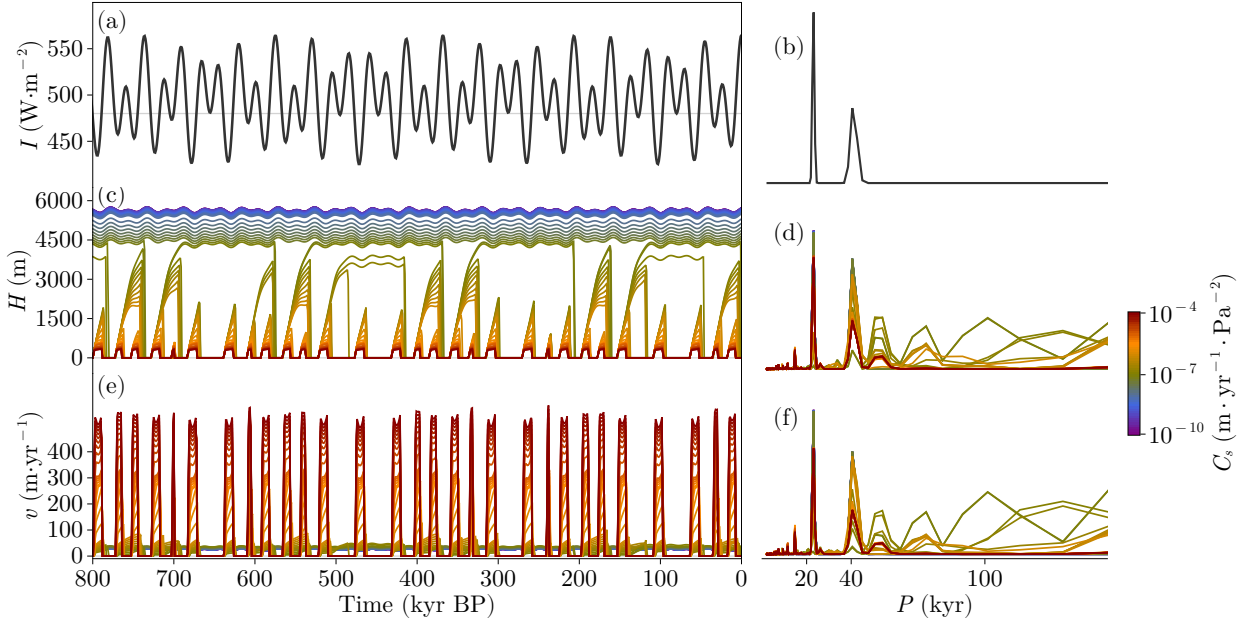 (a)
I (W·m⁻²)
550
500
450
(b)
(c)
H (m)
6000
4500
3000
1500
0
(d)
(e)
v (m·yr⁻¹)
400
300
200
100
0
(f)
10⁻⁴
10⁻⁷
10⁻¹⁰
Cₛ (m · yr⁻¹ · Pa⁻²)
800 700 600 500 400 300 200 100 0
Time (kyr BP)
20 40 100
P (kyr)